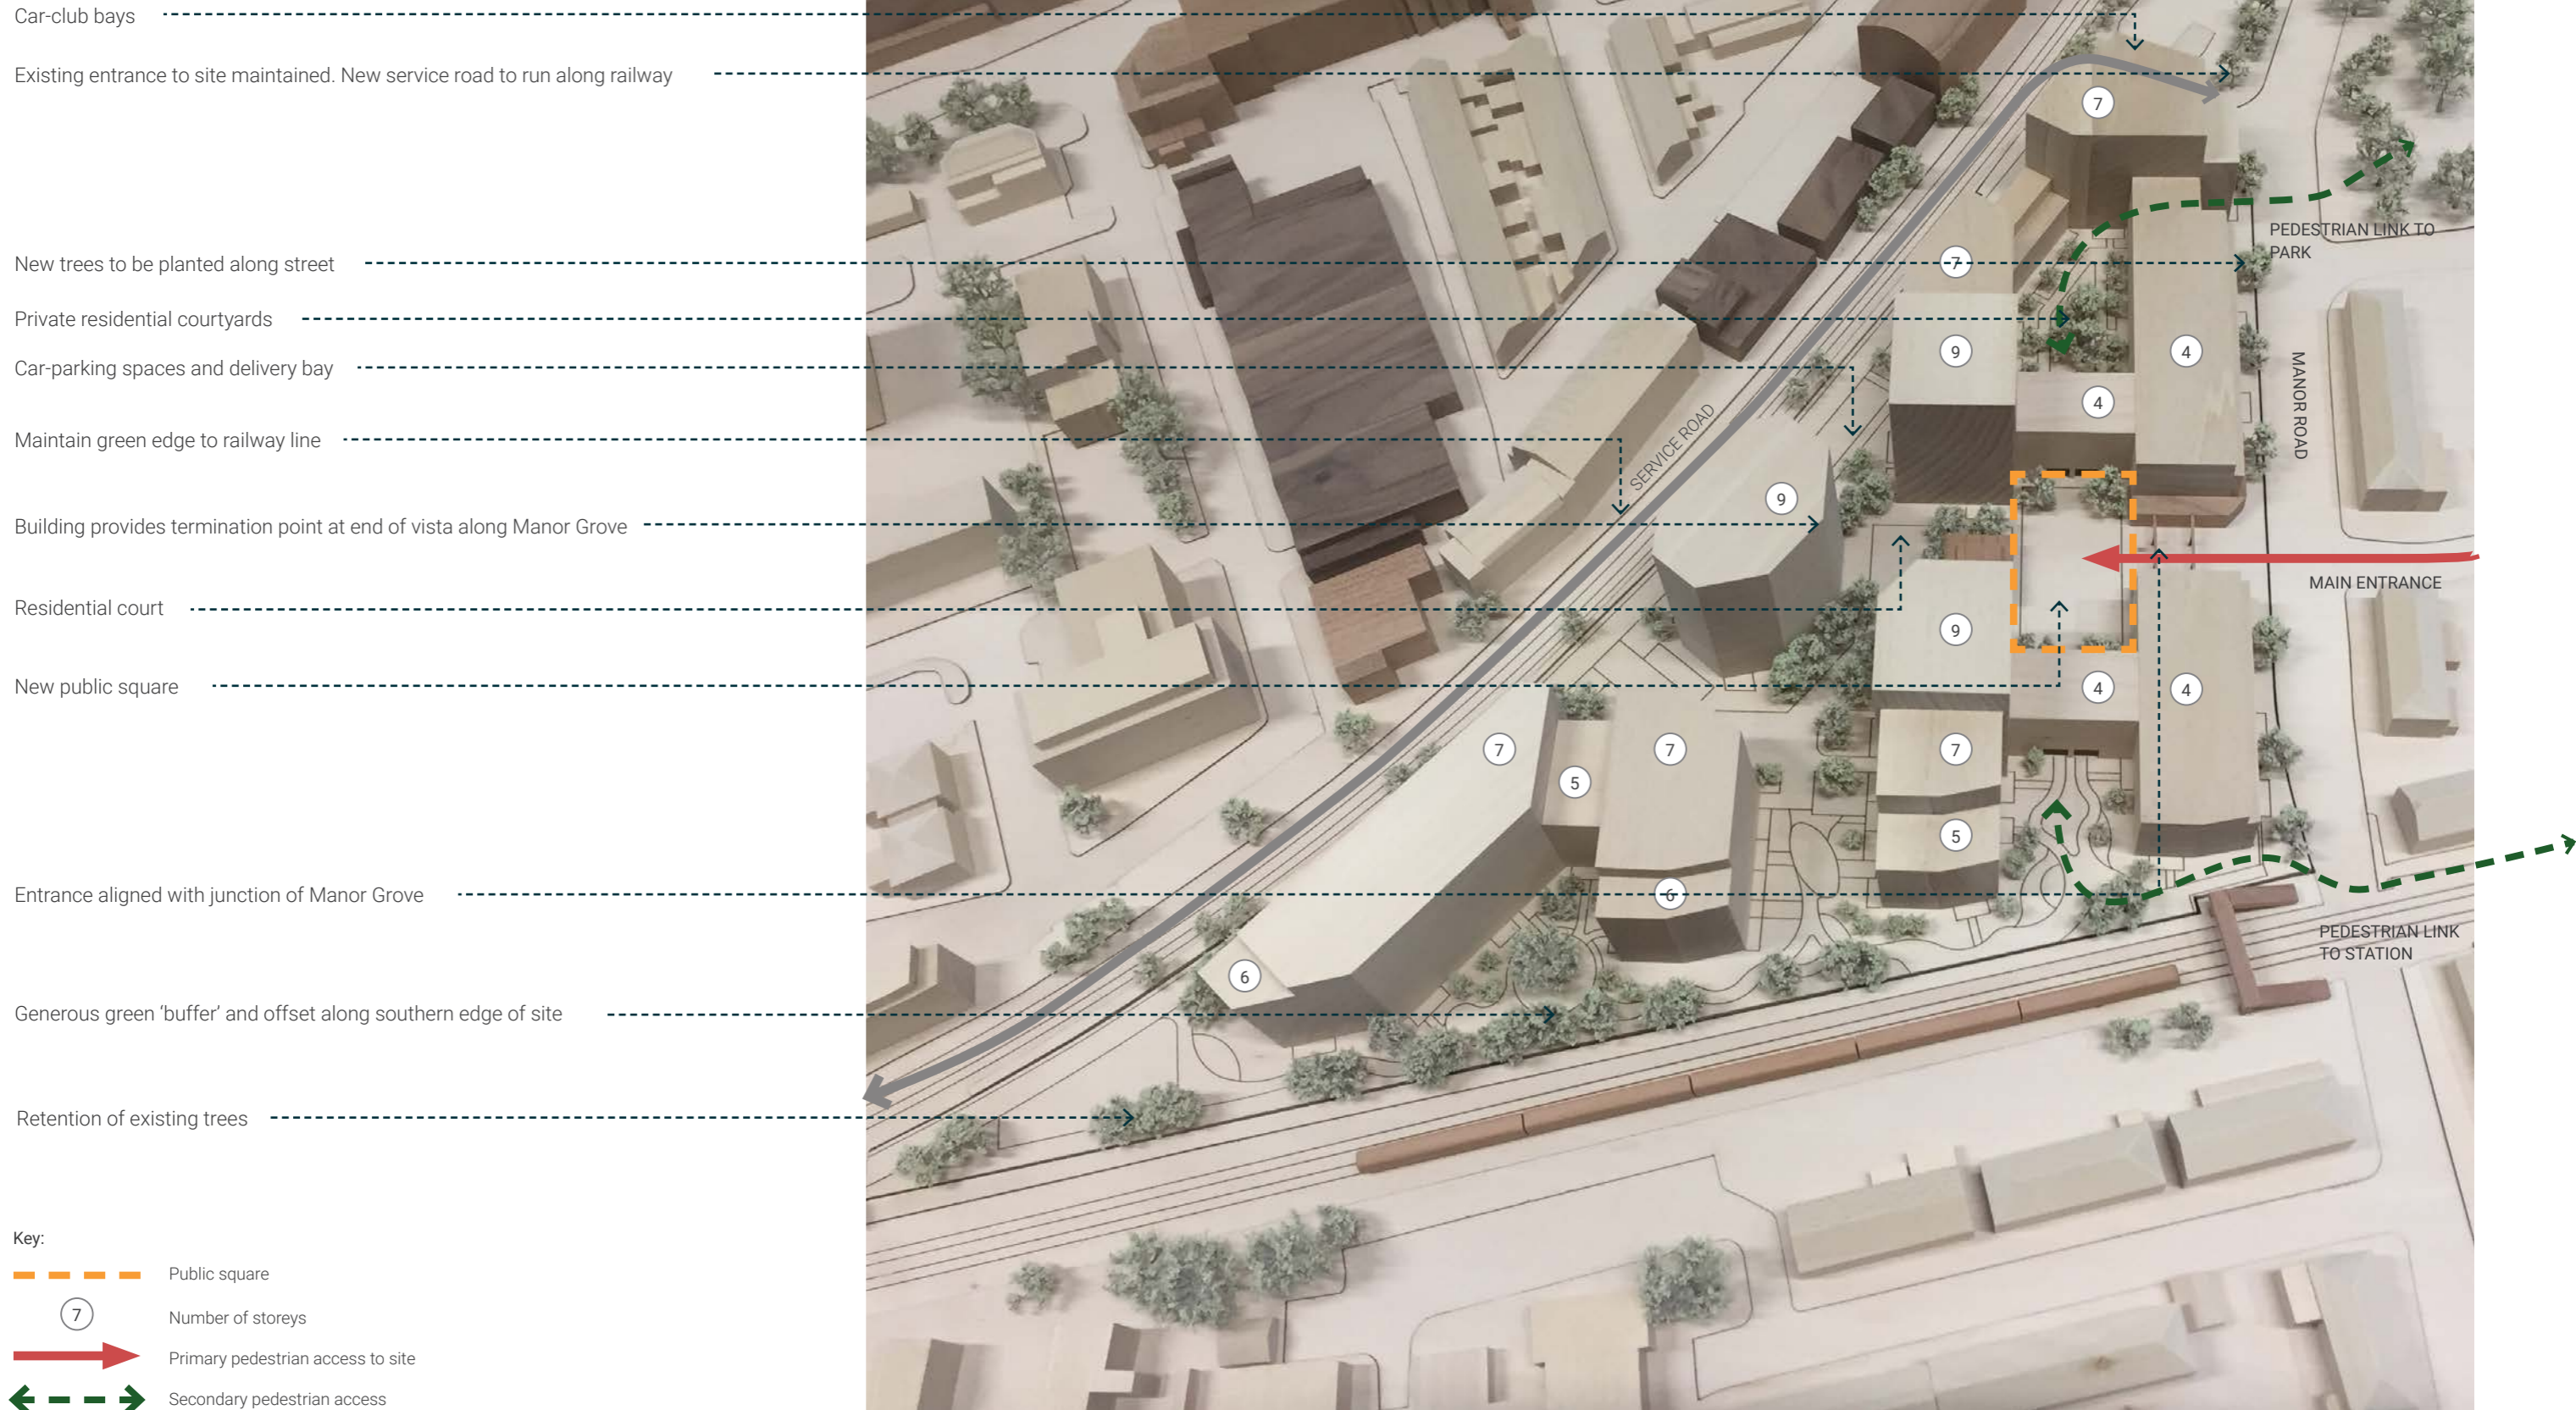 Car-club bays
Existing entrance to site maintained. New service road to run along railway
New trees to be planted along street
Private residential courtyards
Car-parking spaces and delivery bay
Maintain green edge to railway line
Building provides termination point at end of vista along Manor Grove
Residential court
New public square
Entrance aligned with junction of Manor Grove
Generous green ‘buffer’ and offset along southern edge of site
Retention of existing trees
Key:
Public square
7
Number of storeys
Primary pedestrian access to site
Secondary pedestrian access
7
PEDESTRIAN LINK TO
PARK
7
9
4
MANOR ROAD
4
SERVICE ROAD
9
MAIN ENTRANCE
9
4
4
7
5
7
7
5
6
PEDESTRIAN LINK
TO STATION
6